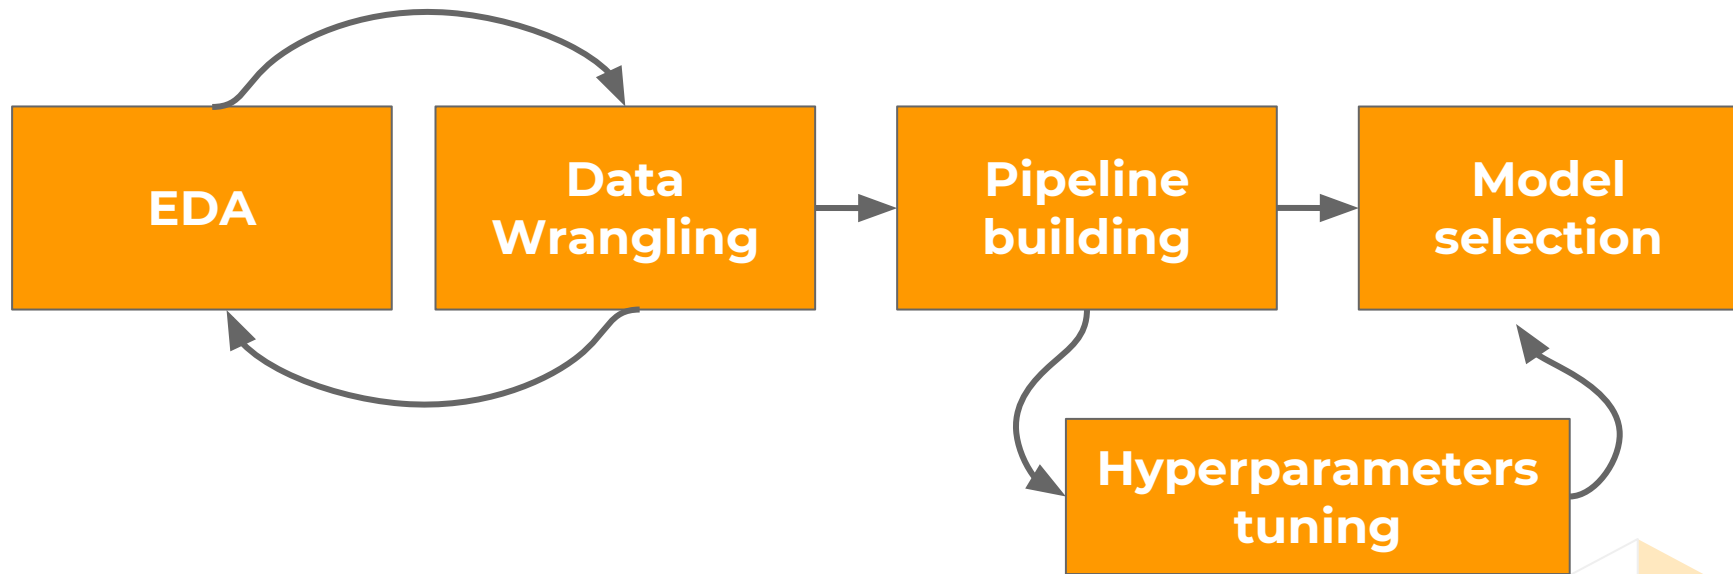 EDA
Data
Wrangling
Pipeline
building
Model
selection
Hyperparameters
tuning